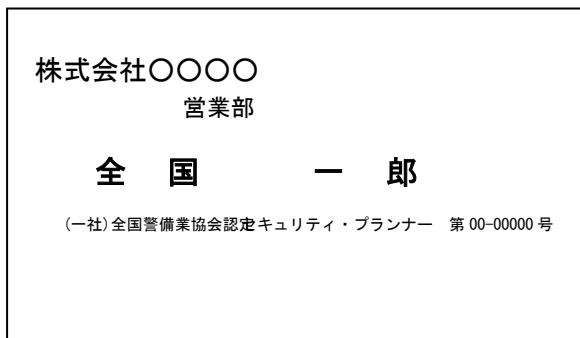 株式会社〇〇〇〇
営業部
全 国 一 郎
(一社)全国警備業協会認定セキュリティ・プランナー 第 00-00000 号